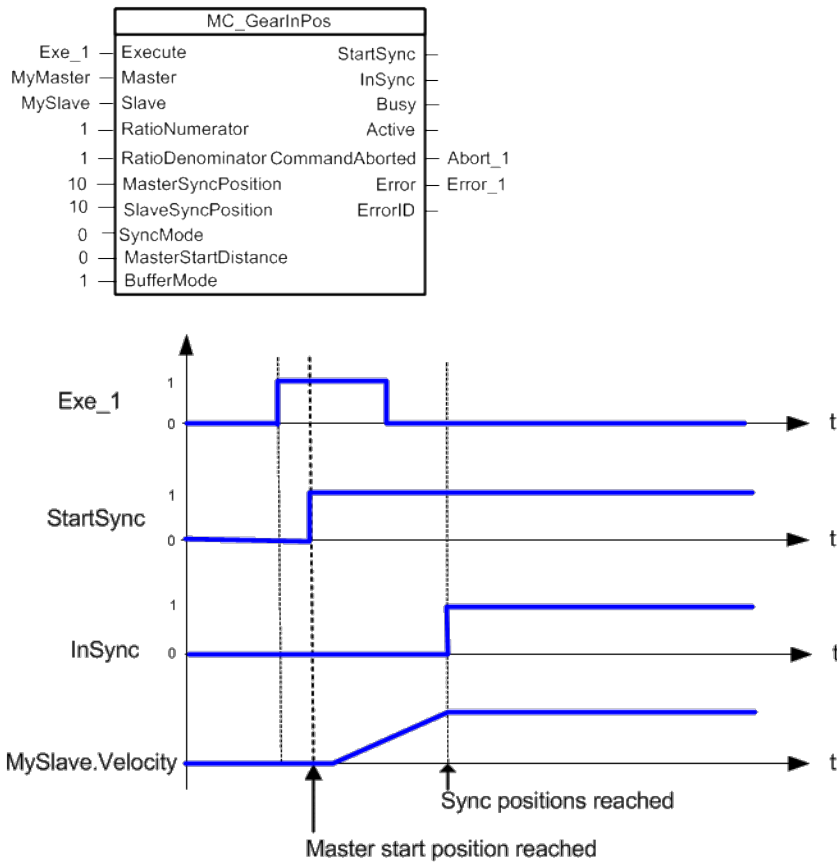 MC_GearInPos
Exe_1 Execute StartSync
MyMaster Master InSync
MySlave Slave Busy
1 RatioNumerator Active
1 RatioDenominator CommandAborted Abort_1
10 MasterSyncPosition Error Error_1
10 SlaveSyncPosition ErrorID
0 SyncMode
0 MasterStartDistance
1 BufferMode
1
Exe_1
0 t
1
StartSync
0 t
1
InSync
0 t
MySlave.Velocity t
Sync positions reached
Master start position reached